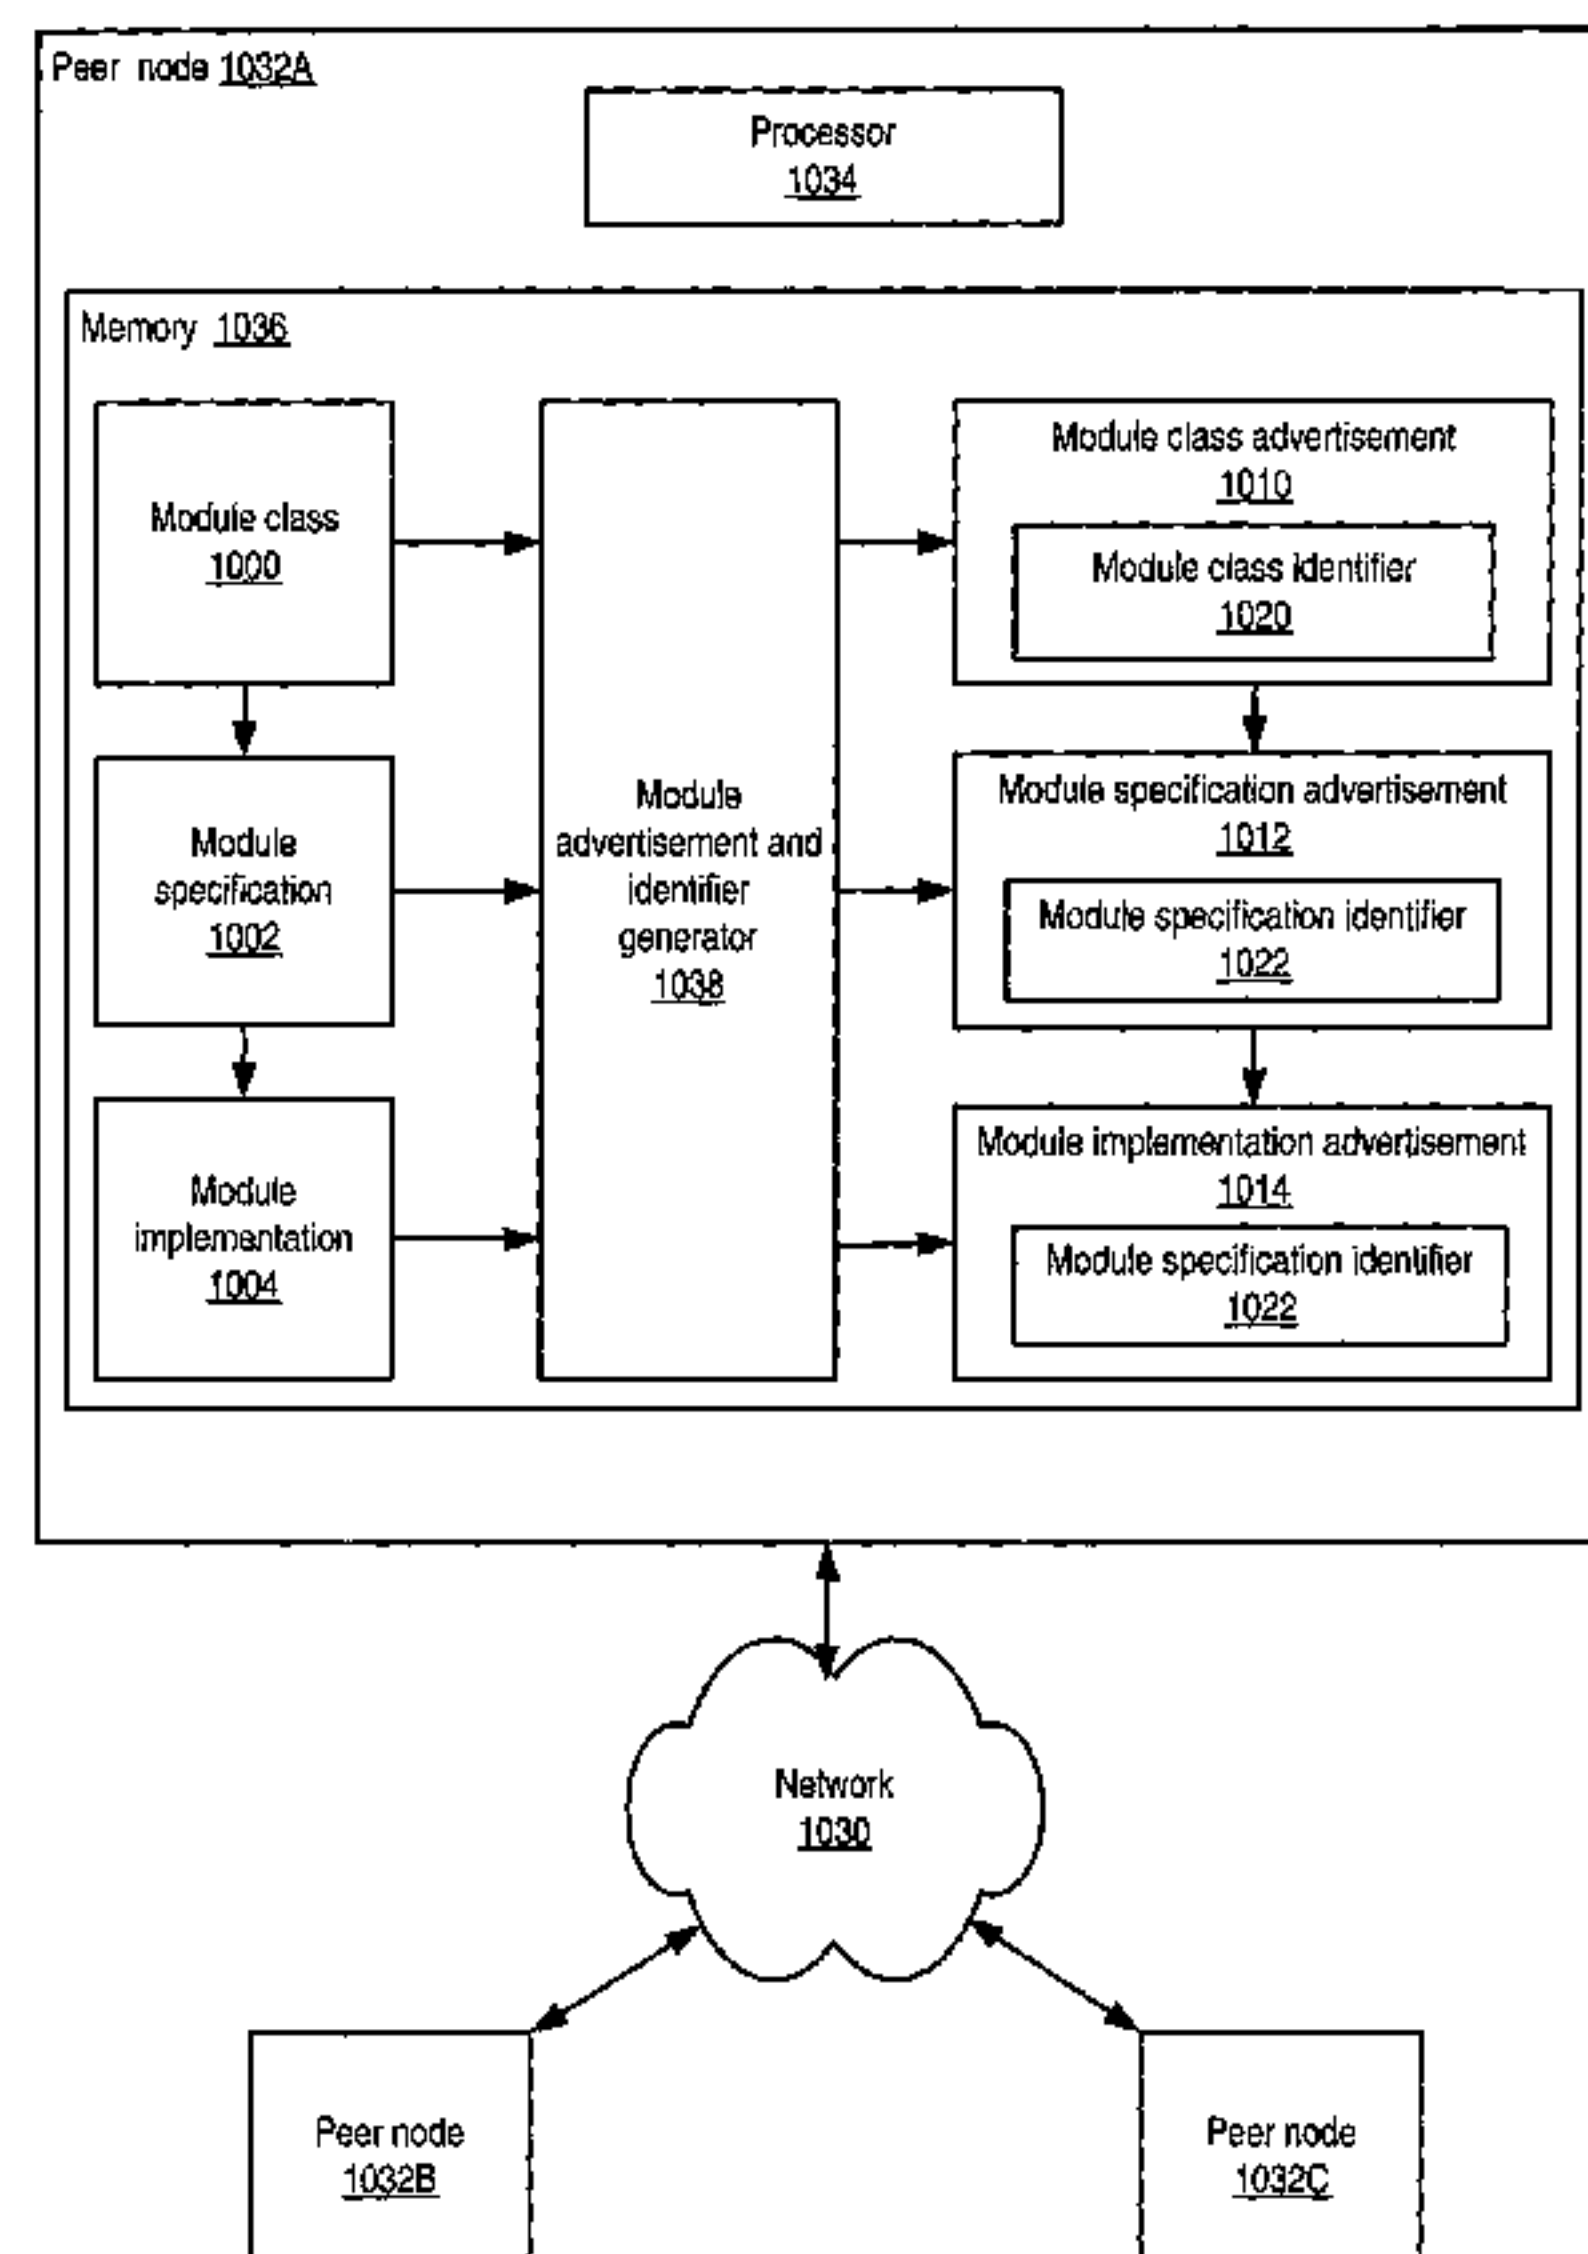 Peer node 1032A
Processor
1034
Memory 1036
Module class
1000
Module
specification
1002
Module
implementation
1004
Module
advertisement and
identifier
generator
1038
Module class advertisement
1010
Module class identifier
1020
Module specification advertisement
1012
Module specification identifier
1022
Module implementation advertisement
1014
Module specification identifier
1022
Network
1030
Peer node
1032B
Peer node
1032C